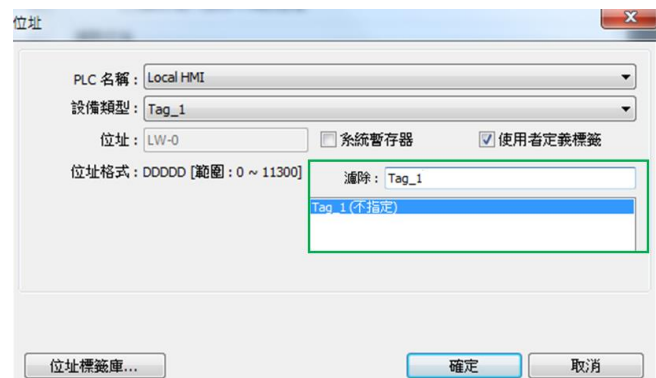 位址
PLC 名稱：Local HMI
設備類型：Tag_1
位址：LW-0 系統暫存器 使用者定義標籤
位址格式：DDDDD [範圍：0 ~ 11300]
濾除：Tag_1
Tag_1 (不指定)
位址標籤庫... 確定 取消